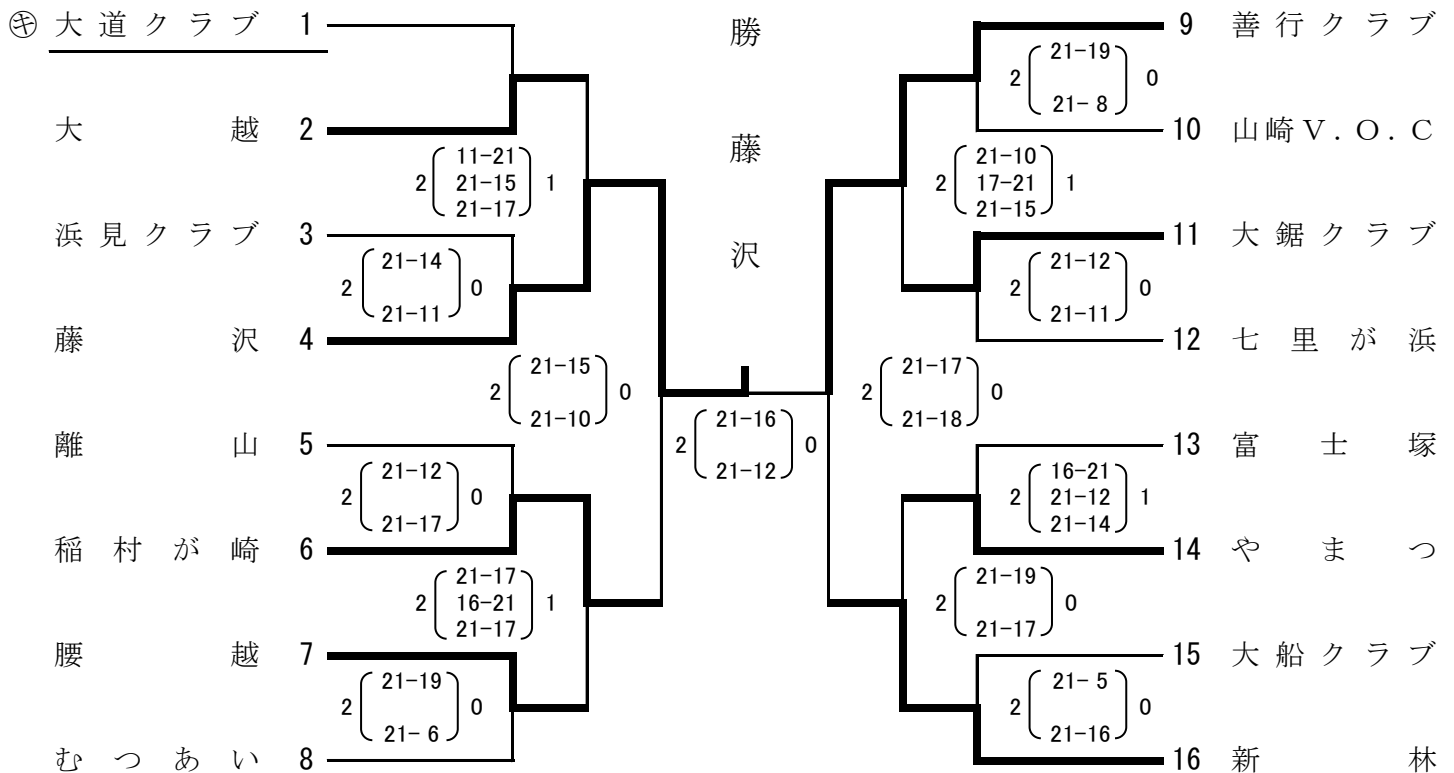 ㋖ 大道クラブ 1
大越 2
2 11-21 21-15 21-17 1
浜見クラブ 3
2 21-14 21-11 0
藤沢 4
2 21-15 21-10 0
離山 5
2 21-12 21-17 0
稲村が崎 6
2 21-17 16-21 21-17 1
腰越 7
2 21-19 21-6 0
むつあい 8
勝
藤
沢
2 21-16 21-12 0
9 善行クラブ
2 21-19 21-8 0
10 山崎V.O.C
2 21-10 17-21 21-15 1
11 大鋸クラブ
2 21-12 21-11 0
12 七里が浜
2 21-17 21-18 0
13 富士塚
2 16-21 21-12 21-14 1
14 やまつ
2 21-19 21-17 0
15 大船クラブ
2 21-5 21-16 0
16 新林